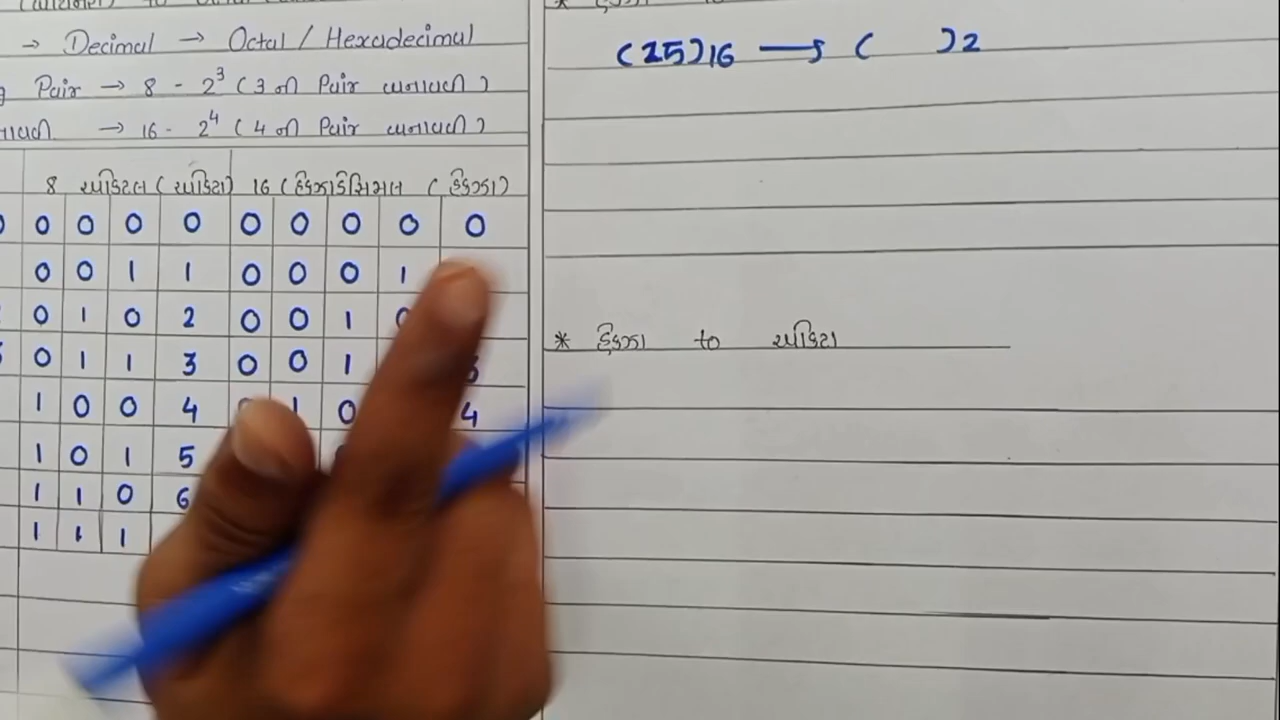 → Decimal → Octal / Hexadecimal
Pair → 8 - 2³ (3 ની Pair બનાવવી)
→ 16 - 2⁴ (4 ની Pair બનાવવી)
8 ઓક્ટિલ (ઓક્ટિ) 16 (હેક્ઝાડેસિમલ (હેક્ઝા)
0 0 0 0 0 0 0 0 0
0 0 1 1 0 0 0 1
0 1 0 2 0 0 1
0 1 1 3 0 0 1 3
1 0 0 4 1 0 4
1 0 1 5
1 1 0 6
1 1 1
(25)16 → ( )2
* હેક્ઝા to ઓક્ટિ